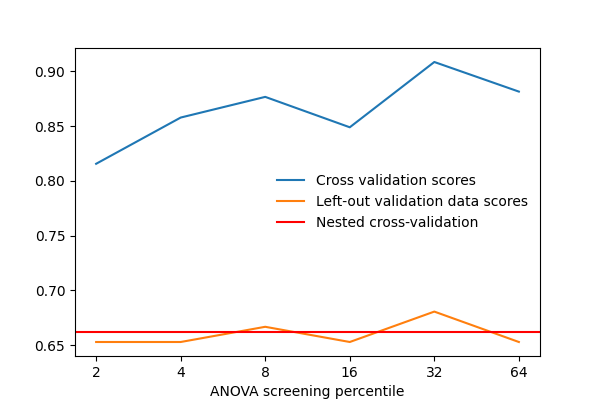 0.90
0.85
0.80
0.75
0.70
0.65
Cross validation scores
Left-out validation data scores
Nested cross-validation
2 4 8 16 32 64
ANOVA screening percentile